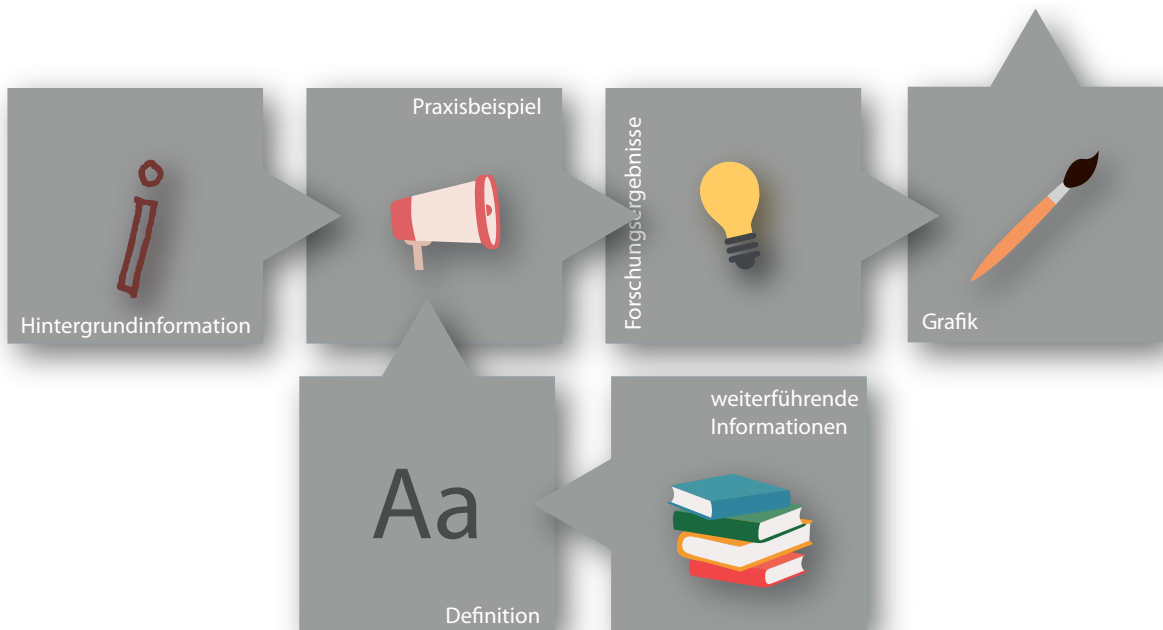 Hintergrundinformation
Praxisbeispiel
Forschungsergebnisse
Grafik
Aa
Definition
weiterführende
Informationen